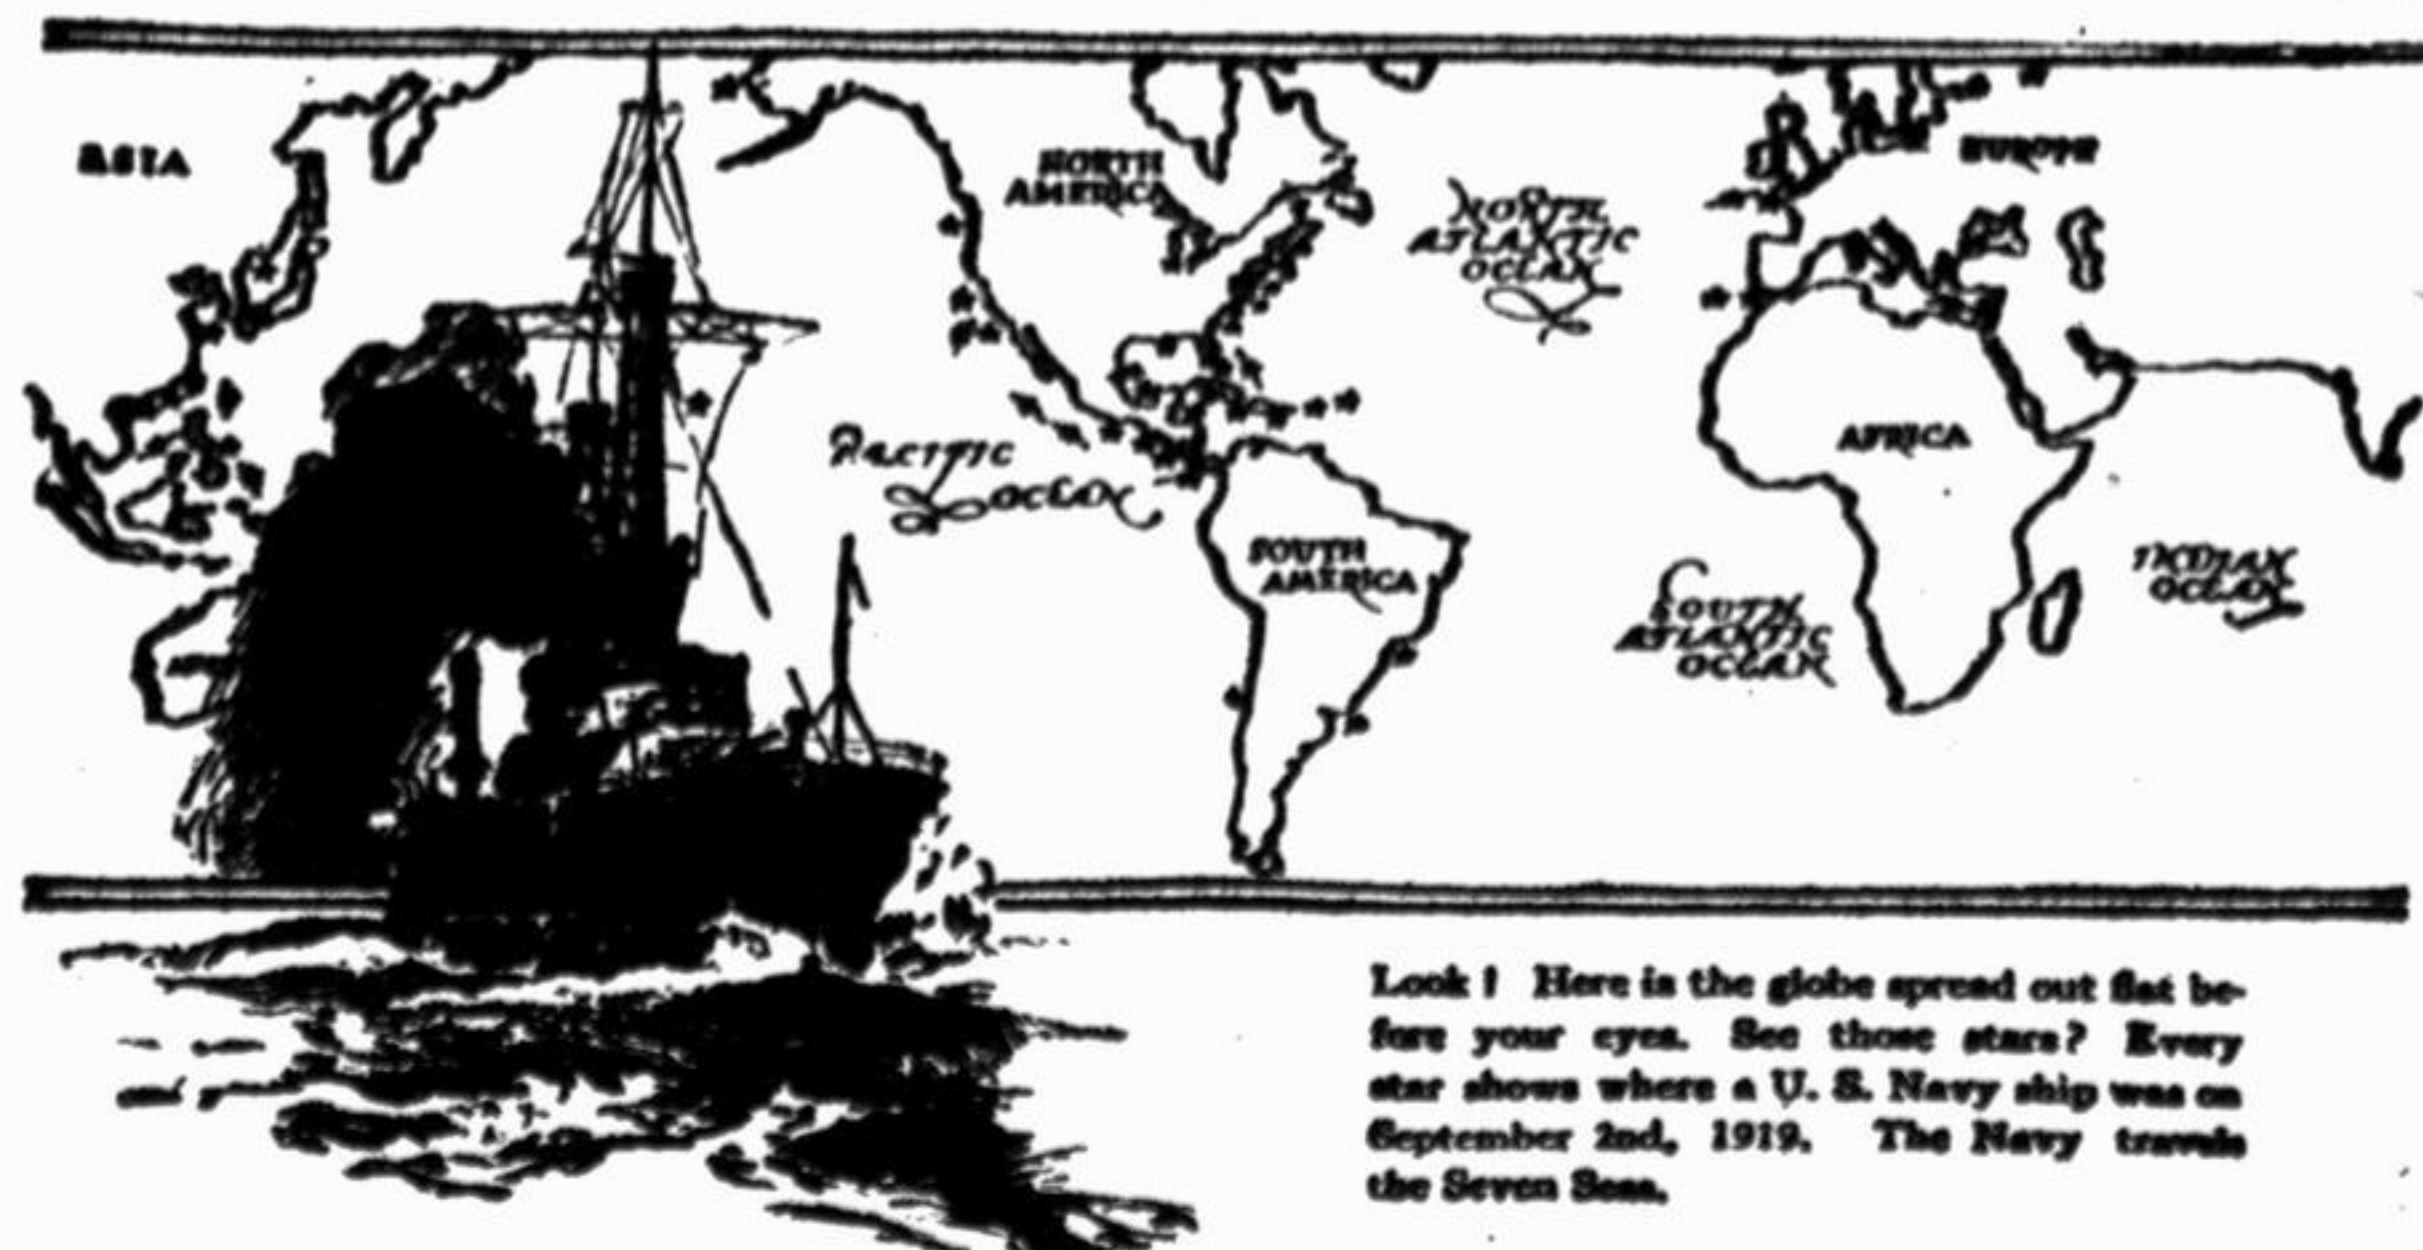 ASIA
NORTH
AMERICA
EUROPE
NORTH
ATLANTIC
OCEAN
AFRICA
PACIFIC
OCEAN
SOUTH
AMERICA
INDIAN
OCEAN
SOUTH
ATLANTIC
OCEAN
Look! Here is the globe spread out flat be-
fore your eyes. See those stars? Every
star shows where a U. S. Navy ship was on
September 2nd, 1919. The Navy travels
the Seven Seas.